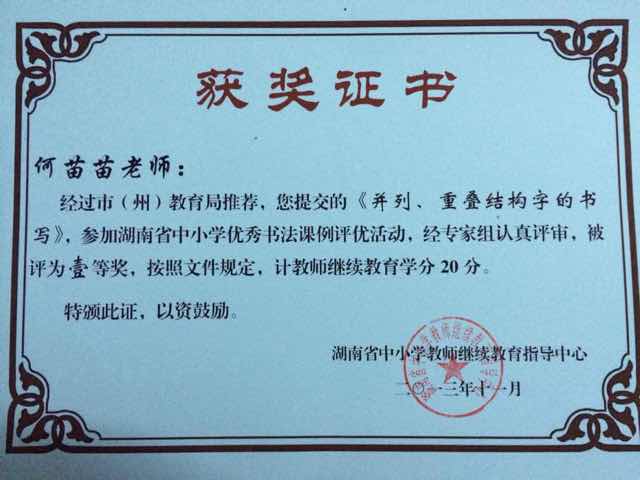 获奖证书
何苗苗老师：
经过市（州）教育局推荐，您提交的《并列、重叠结构字的书
写》，参加湖南省中小学优秀书法课例评优活动，经专家组认真评审，被
评为壹等奖，按照文件规定，计教师继续教育学分20分。
特颁此证，以资鼓励。
湖南省中小学教师继续教育指导中心
二〇一三年十一月